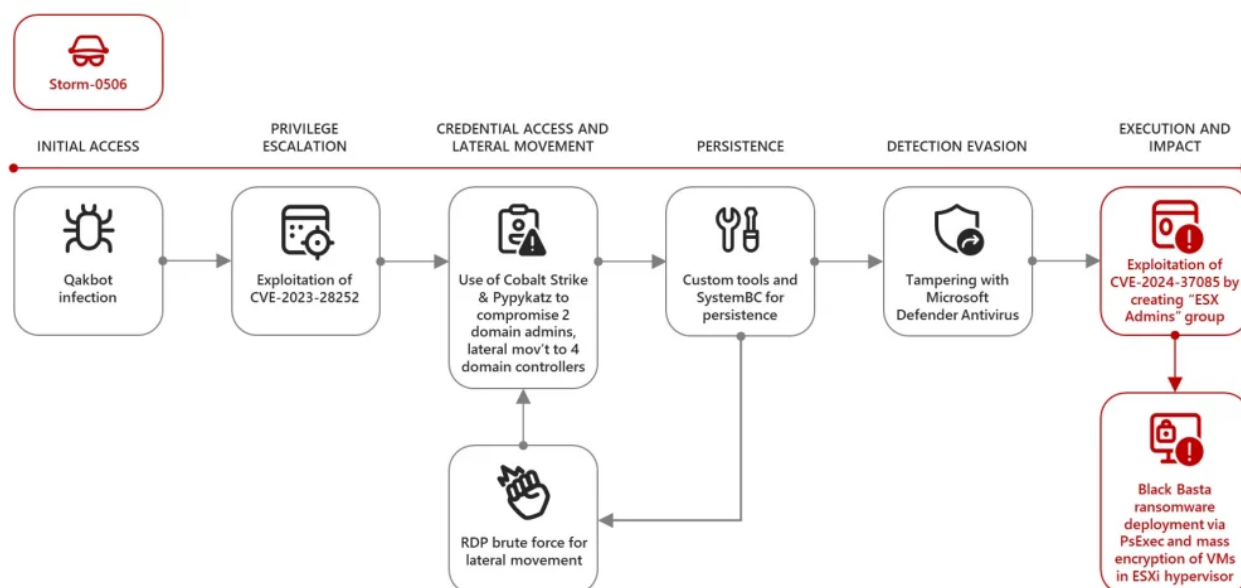 Storm-0506
INITIAL ACCESS
PRIVILEGE
ESCALATION
CREDENTIAL ACCESS AND
LATERAL MOVEMENT
PERSISTENCE
DETECTION EVASION
EXECUTION AND
IMPACT
Qakbot
infection
Exploitation of
CVE-2023-28252
Use of Cobalt Strike
& Pypykatz to
compromise 2
domain admins,
lateral mov't to 4
domain controllers
Custom tools and
SystemBC for
persistence
Tampering with
Microsoft
Defender Antivirus
Exploitation of
CVE-2024-37085 by
creating “ESX
Admins” group
RDP brute force for
lateral movement
Black Basta
ransomware
deployment via
PsExec and mass
encryption of VMs
in ESXi hypervisor